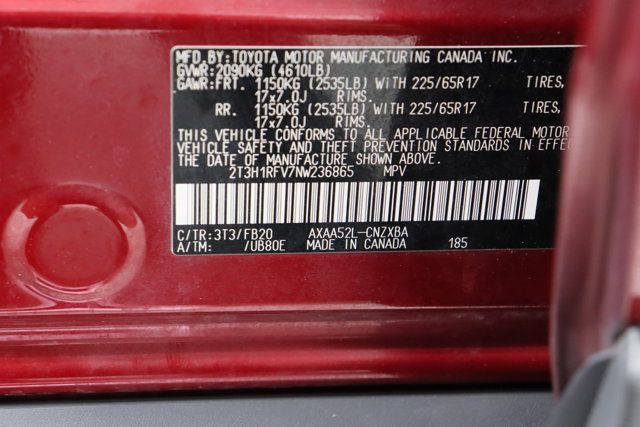 MFD.BY:TOYOTA MOTOR MANUFACTURING CANADA INC.
GVWR:2090KG (4610LB)
GAWR:FRT. 1150KG (2535LB) WITH 225/65R17 TIRES,
17x7.0J RIMS.
RR. 1150KG (2535LB) WITH 225/65R17 TIRES,
17x7.0J RIMS.
THIS VEHICLE CONFORMS TO ALL APPLICABLE FEDERAL MOTOR
VEHICLE SAFETY AND THEFT PREVENTION STANDARDS IN EFFE
THE DATE OF MANUFACTURE SHOWN ABOVE.
2T3H1RFV7NW236865 MPV
C/TR:3T3/FB20 AXAA52L-CNZXBA
A/TM: /UB80E MADE IN CANADA 185